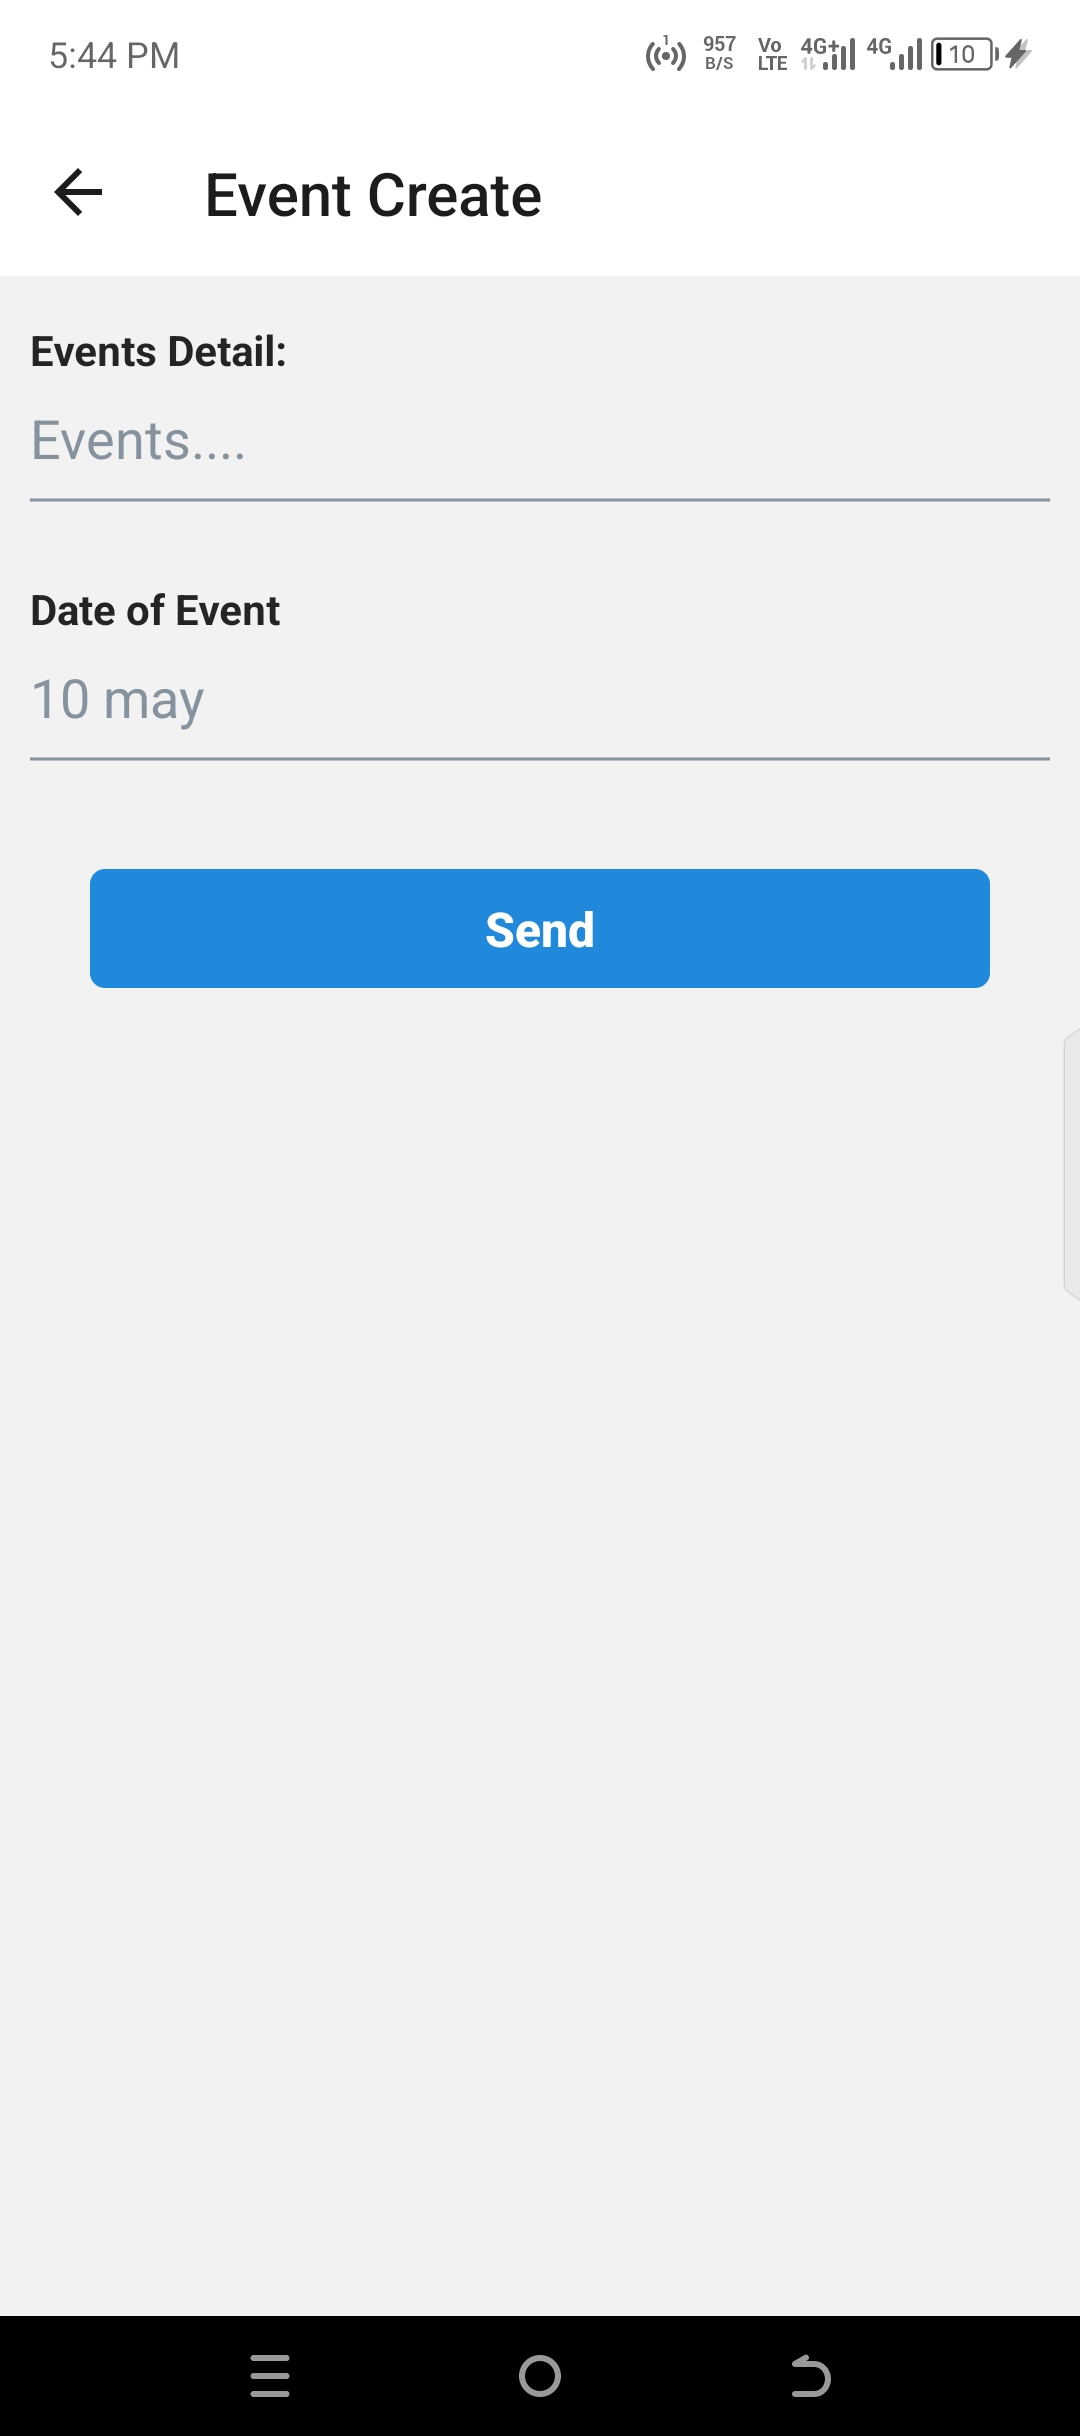 5:44 PM 1 957 B/S Vo LTE 4G+ 4G 10
Event Create
Events Detail:
Events....
Date of Event
10 may
Send